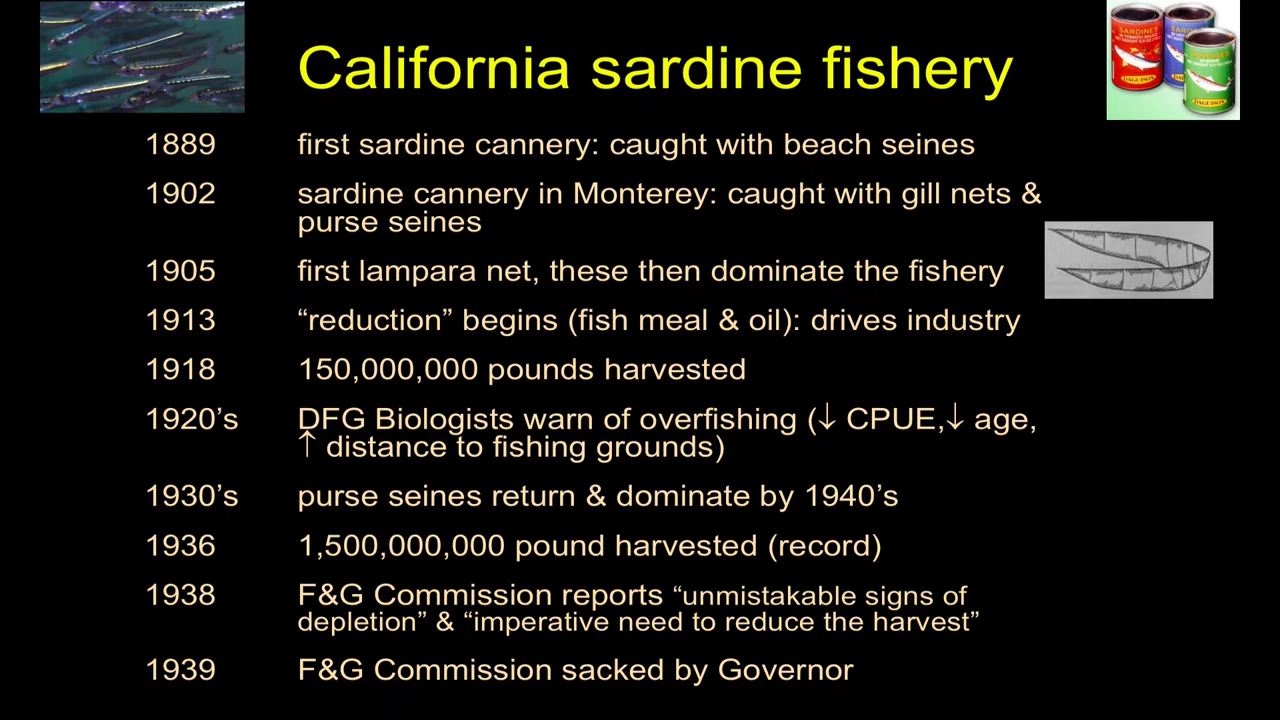 California sardine fishery
SARDINES
SARDINES
DAGUISON
DAGUISON
1889 first sardine cannery: caught with beach seines
1902 sardine cannery in Monterey: caught with gill nets &
purse seines
1905 first lampara net, these then dominate the fishery
1913 “reduction” begins (fish meal & oil): drives industry
1918 150,000,000 pounds harvested
1920’s DFG Biologists warn of overfishing (↓ CPUE,↓ age,
↑ distance to fishing grounds)
1930’s purse seines return & dominate by 1940’s
1936 1,500,000,000 pound harvested (record)
1938 F&G Commission reports “unmistakable signs of
depletion” & “imperative need to reduce the harvest”
1939 F&G Commission sacked by Governor